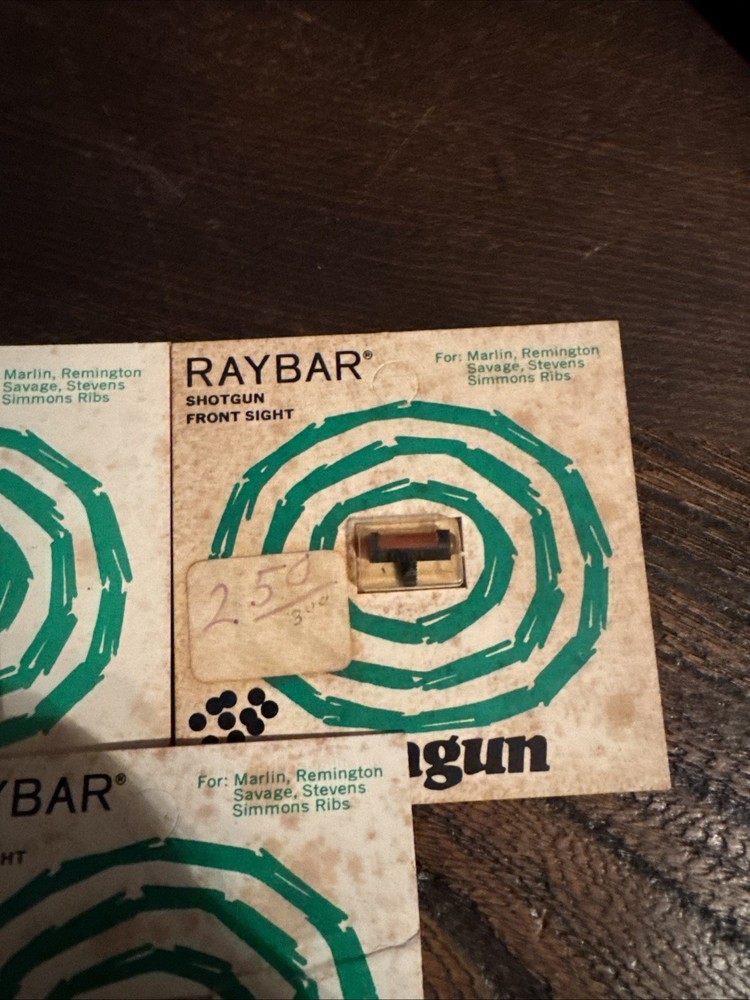 Marlin, Remington
Savage, Stevens
Simmons Ribs
RAYBAR®
SHOTGUN
FRONT SIGHT
For: Marlin, Remington
Savage, Stevens
Simmons Ribs
2.50
300
gun
YBAR®
HT
For: Marlin, Remington
Savage, Stevens
Simmons Ribs